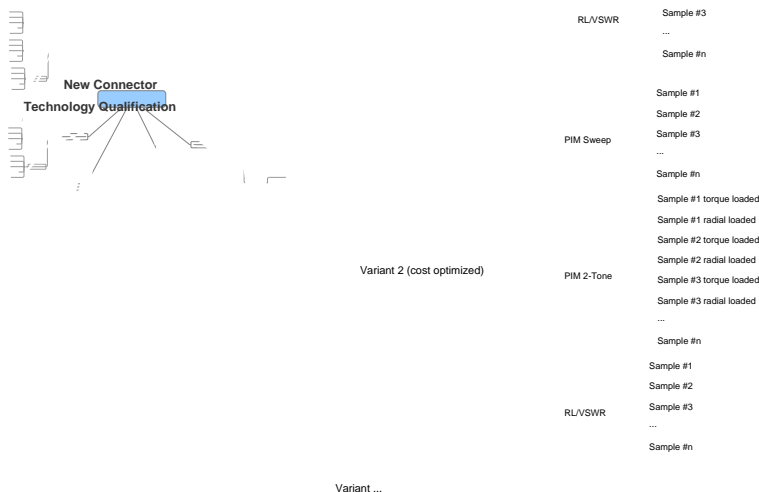 New Connector
Technology Qualification
RL/VSWR
Sample #3
...
Sample #n
PIM Sweep
Sample #1
Sample #2
Sample #3
...
Sample #n
Variant 2 (cost optimized)
PIM 2-Tone
Sample #1 torque loaded
Sample #1 radial loaded
Sample #2 torque loaded
Sample #2 radial loaded
Sample #3 torque loaded
Sample #3 radial loaded
...
Sample #n
RL/VSWR
Sample #1
Sample #2
Sample #3
...
Sample #n
Variant ...